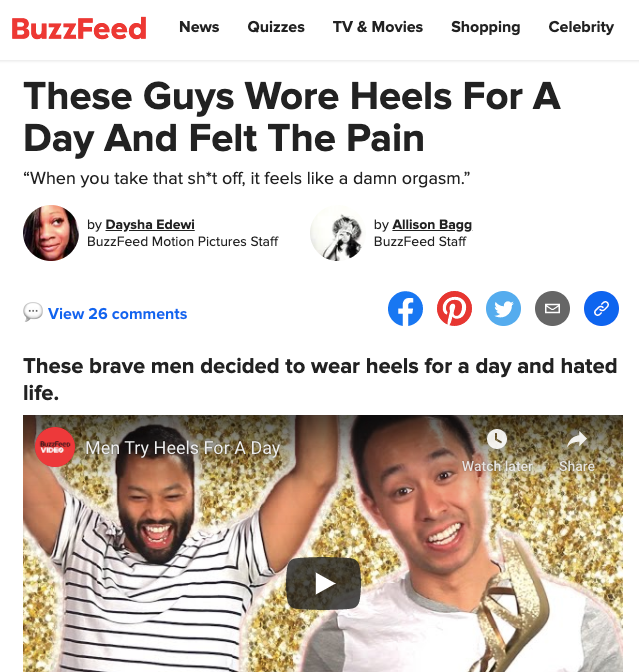 BuzzFeed
News Quizzes TV & Movies Shopping Celebrity
These Guys Wore Heels For A
Day And Felt The Pain
“When you take that sh*t off, it feels like a damn orgasm.”
by Daysha Edewi
BuzzFeed Motion Pictures Staff
by Allison Bagg
BuzzFeed Staff
View 26 comments
These brave men decided to wear heels for a day and hated
life.
BuzzFeed
VIDEO
Men Try Heels For A Day
Watch later
Share